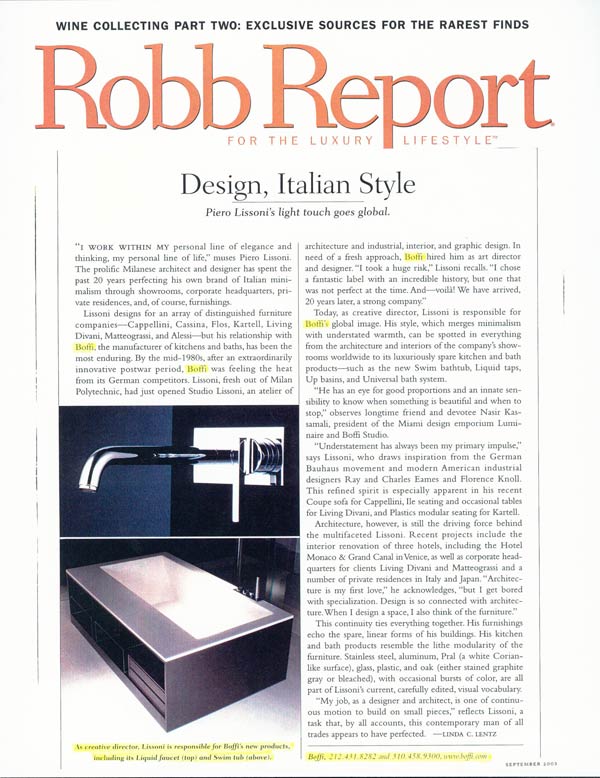 WINE COLLECTING PART TWO: EXCLUSIVE SOURCES FOR THE RAREST FINDS
Robb Report
FOR THE LUXURY LIFESTYLE™
Design, Italian Style
Piero Lissoni's light touch goes global.
"I WORK WITHIN MY personal line of elegance and
thinking, my personal line of life," muses Piero Lissoni.
The prolific Milanese architect and designer has spent the
past 20 years perfecting his own brand of Italian mini-
malism through showrooms, corporate headquarters, pri-
vate residences, and, of course, furnishings.
Lissoni designs for an array of distinguished furniture
companies—Cappellini, Cassina, Flos, Kartell, Living
Divani, Matteograssi, and Alessi—but his relationship with
Boffi, the manufacturer of kitchens and baths, has been the
most enduring. By the mid-1980s, after an extraordinarily
innovative postwar period, Boffi was feeling the heat
from its German competitors. Lissoni, fresh out of Milan
Polytechnic, had just opened Studio Lissoni, an atelier of
architecture and industrial, interior, and graphic design. In
need of a fresh approach, Boffi hired him as art director
and designer. "I took a huge risk," Lissoni recalls. "I chose
a fantastic label with an incredible history, but one that
was not perfect at the time. And—voilà! We have arrived,
20 years later, a strong company."
Today, as creative director, Lissoni is responsible for
Boffi's global image. His style, which merges minimalism
with understated warmth, can be spotted in everything
from the architecture and interiors of the company's show-
rooms worldwide to its luxuriously spare kitchen and bath
products—such as the new Swim bathtub, Liquid taps,
Up basins, and Universal bath system.
"He has an eye for good proportions and an innate sen-
sibility to know when something is beautiful and when to
stop," observes longtime friend and devotee Nasir Kas-
samali, president of the Miami design emporium Lumi-
naire and Boffi Studio.
"Understatement has always been my primary impulse,"
says Lissoni, who draws inspiration from the German
Bauhaus movement and modern American industrial
designers Ray and Charles Eames and Florence Knoll.
This refined spirit is especially apparent in his recent
Coupe sofa for Cappellini, Ile seating and occasional tables
for Living Divani, and Plastics modular seating for Kartell.
Architecture, however, is still the driving force behind
the multifaceted Lissoni. Recent projects include the
interior renovation of three hotels, including the Hotel
Monaco & Grand Canal in Venice, as well as corporate head-
quarters for clients Living Divani and Matteograssi and a
number of private residences in Italy and Japan. "Architec-
ture is my first love," he acknowledges, "but I get bored
with specialization. Design is so connected with architec-
ture. When I design a space, I also think of the furniture."
This continuity ties everything together. His furnishings
echo the spare, linear forms of his buildings. His kitchen
and bath products resemble the lithe modularity of the
furniture. Stainless steel, aluminum, Pral (a white Corian-
like surface), glass, plastic, and oak (either stained graphite
gray or bleached), with occasional bursts of color, are all
part of Lissoni's current, carefully edited, visual vocabulary.
"My job, as a designer and architect, is one of continu-
ous motion to build on small pieces," reflects Lissoni, a
task that, by all accounts, this contemporary man of all
trades appears to have perfected. —LINDA C. LENTZ
As creative director, Lissoni is responsible for Boffi's new products,
including its Liquid faucet (top) and Swim tub (above).
Boffi, 212.431.8282 and 310.458.9300, www.boffi.com
SEPTEMBER 2003